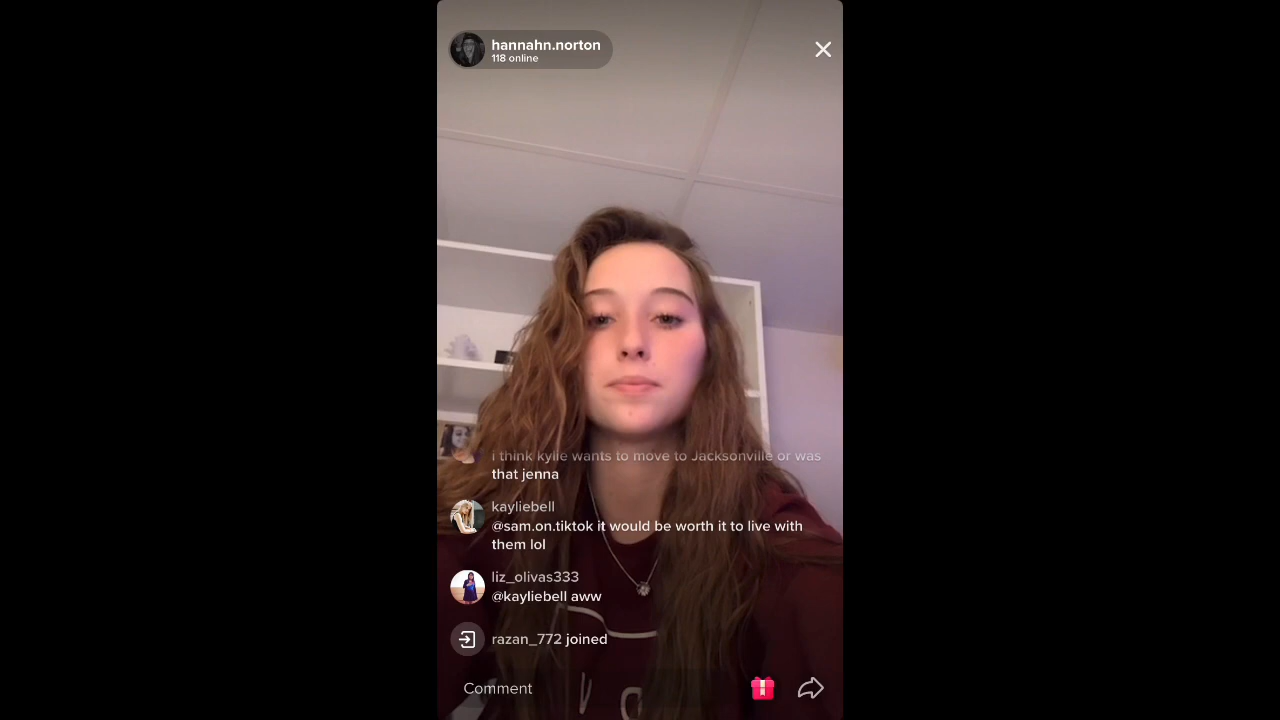 hannahn.norton
118 online
i think kylie wants to move to Jacksonville or was
that jenna
kayliebell
@sam.on.tiktok it would be worth it to live with
them lol
liz_olivas333
@kayliebell aww
razan_772 joined
Comment